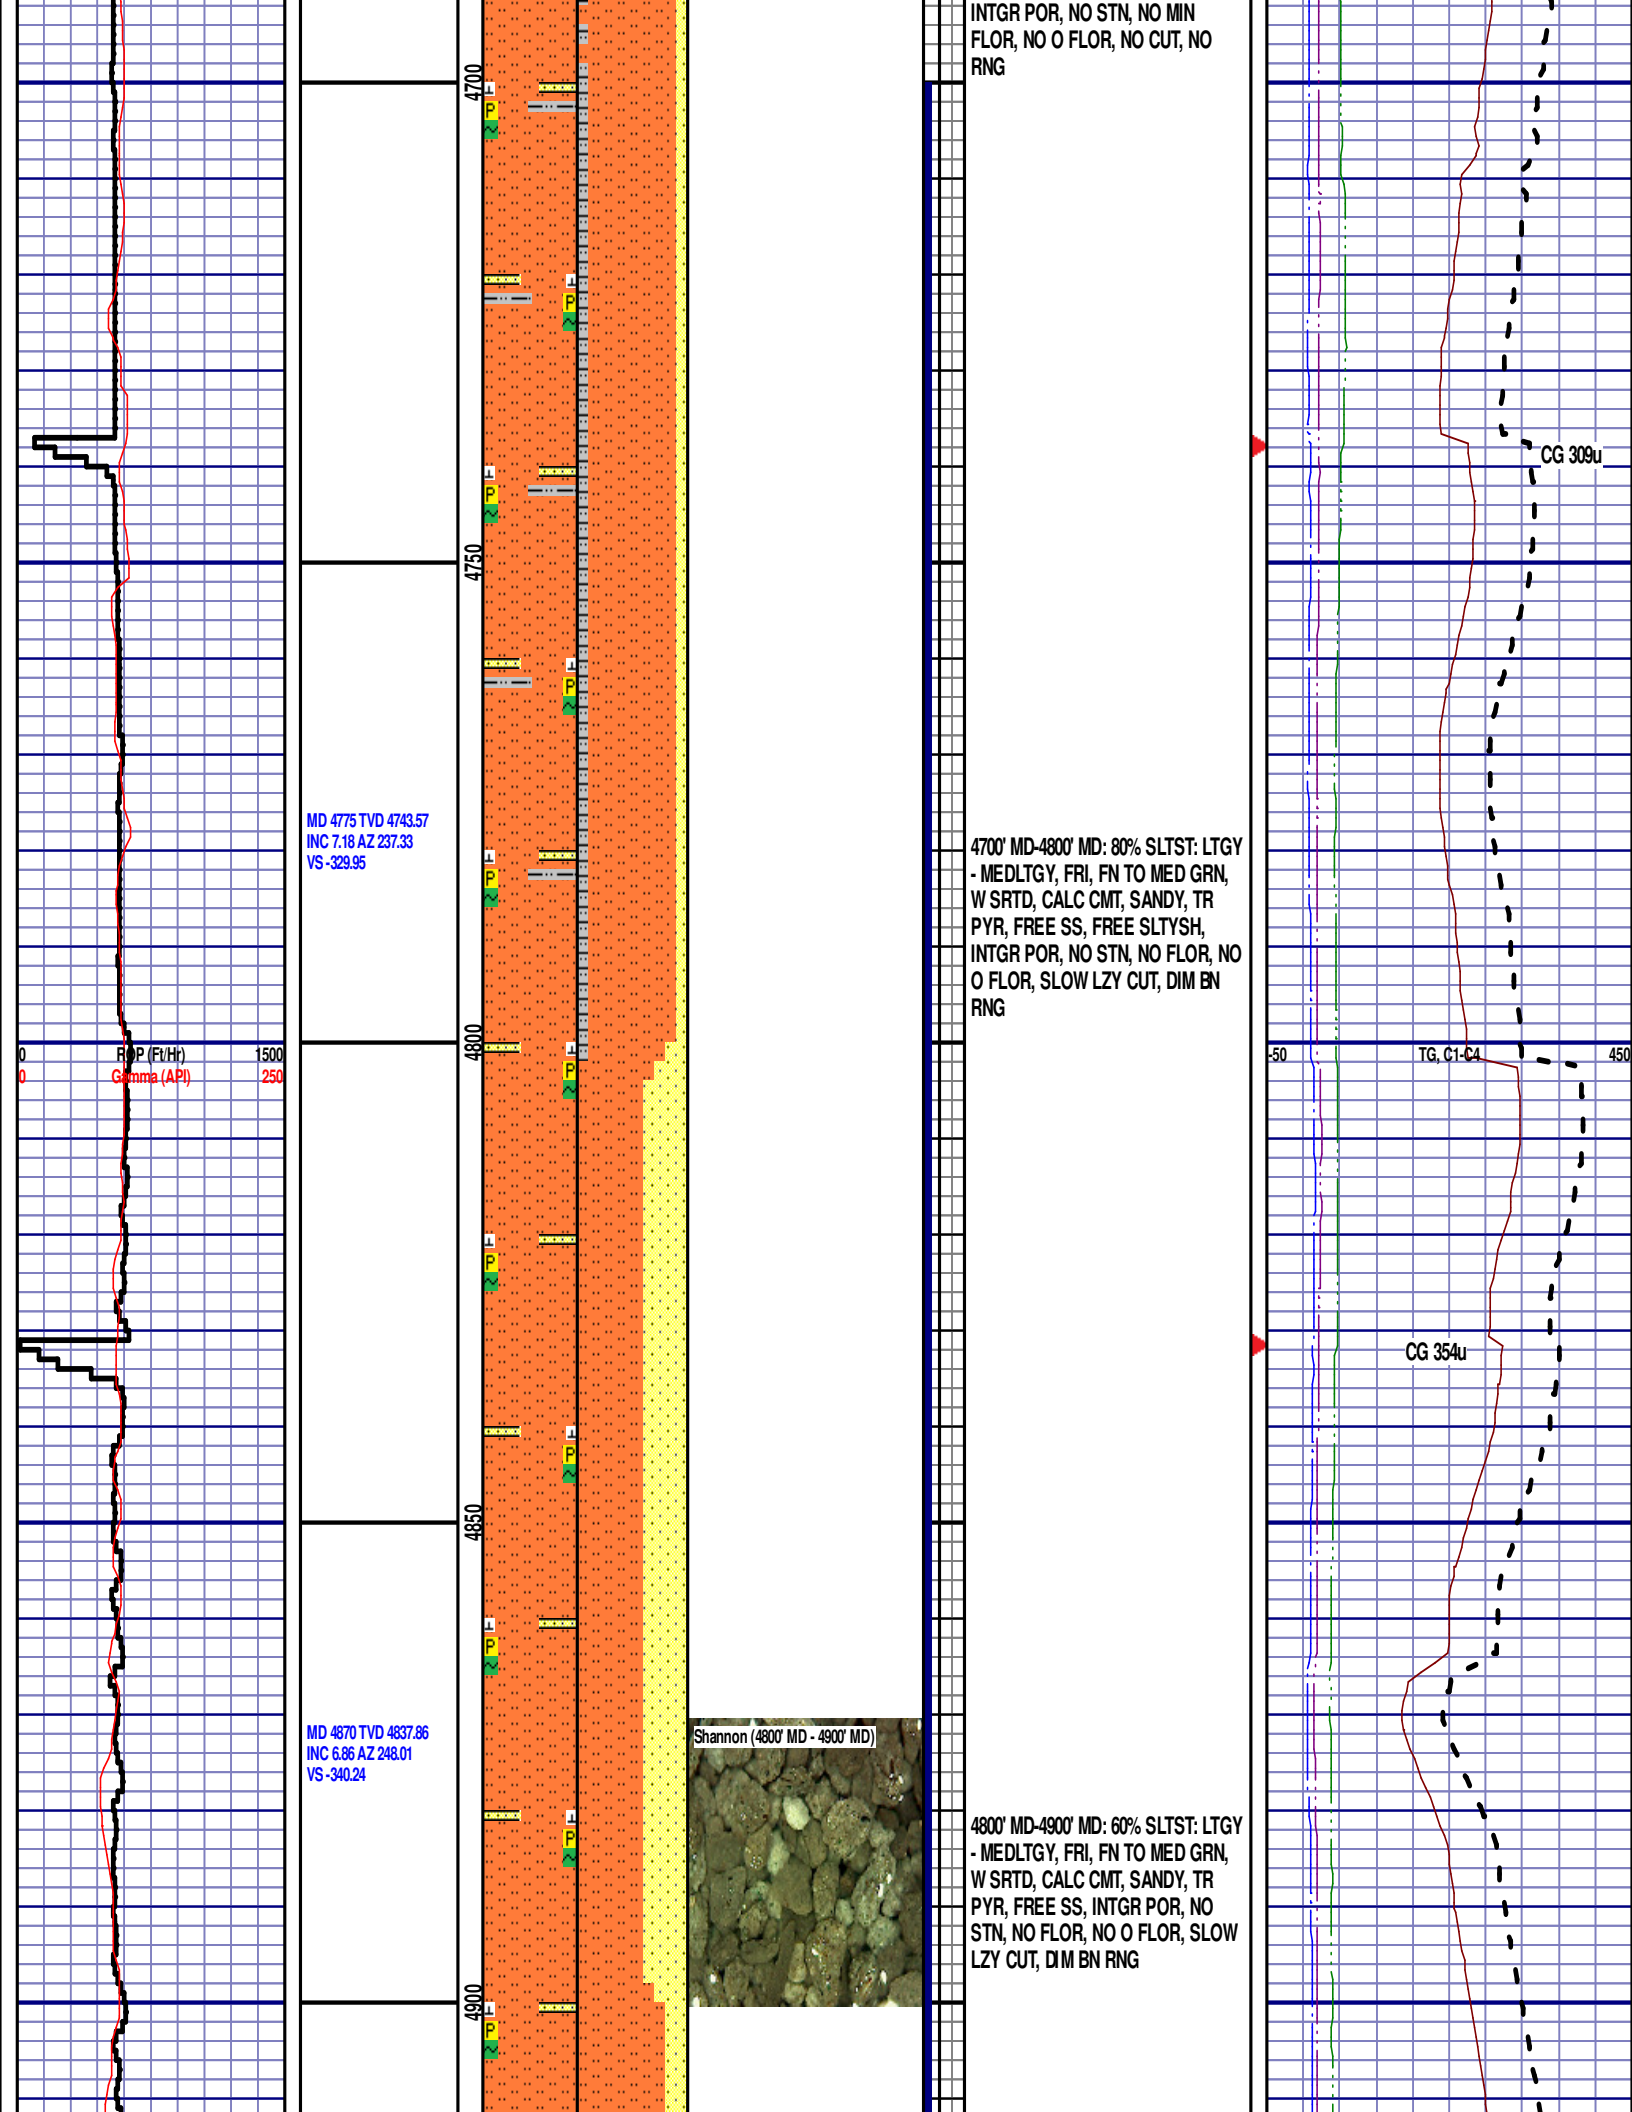 INTGR POR, NO STN, NO MIN
FLOR, NO O FLOR, NO CUT, NO
RNG
4700
P
P
CG 309u
P
4750
P
MD 4775 TVD 4743.57
INC 7.18 AZ 237.33
VS -329.95
P
4700' MD-4800' MD: 80% SLTST: LTGY
- MEDLTGY, FRI, FN TO MED GRN,
W SRTD, CALC CMT, SANDY, TR
PYR, FREE SS, FREE SLTYSH,
INTGR POR, NO STN, NO FLOR, NO
O FLOR, SLOW LZY CUT, DIM BN
RNG
4800
0 ROP (Ft/Hr) 1500
0 Gamma (API) 250
-50 TG, C1-C4 450
P
P
CG 354u
P
4850
P
MD 4870 TVD 4837.86
INC 6.86 AZ 248.01
VS -340.24
Shannon (4800' MD - 4900' MD)
P
4800' MD-4900' MD: 60% SLTST: LTGY
- MEDLTGY, FRI, FN TO MED GRN,
W SRTD, CALC CMT, SANDY, TR
PYR, FREE SS, INTGR POR, NO
STN, NO FLOR, NO O FLOR, SLOW
LZY CUT, DIM BN RNG
4900
P